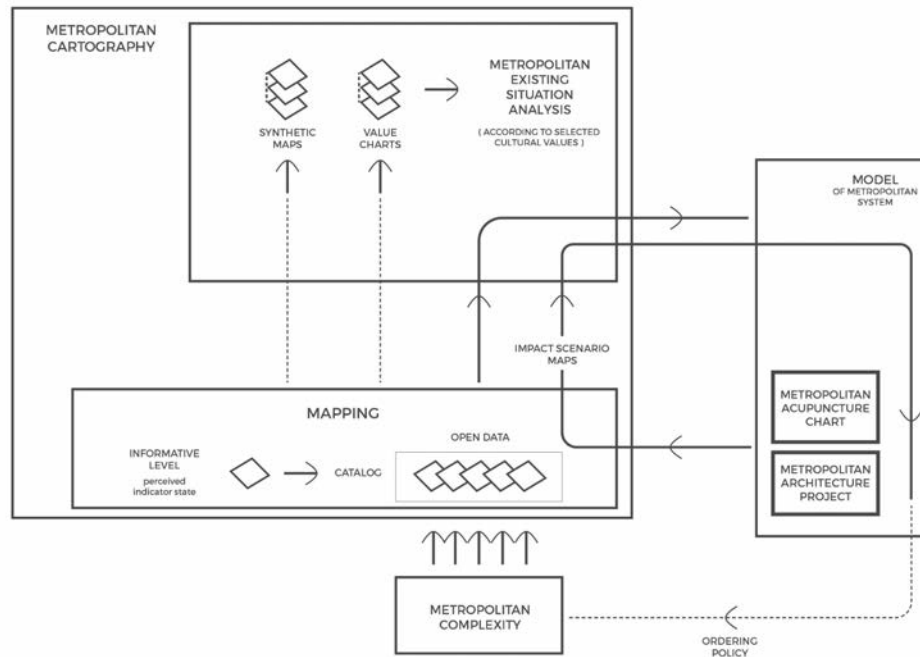 METROPOLITAN
CARTOGRAPHY
SYNTHETIC
MAPS
VALUE
CHARTS
METROPOLITAN
EXISTING
SITUATION
ANALYSIS
( ACCORDING TO SELECTED
CULTURAL VALUES )
MODEL
OF METROPOLITAN
SYSTEM
IMPACT SCENARIO
MAPS
METROPOLITAN
ACUPUNCTURE
CHART
METROPOLITAN
ARCHITECTURE
PROJECT
MAPPING
INFORMATIVE
LEVEL
perceived
indicator state
CATALOG
OPEN DATA
METROPOLITAN
COMPLEXITY
ORDERING
POLICY